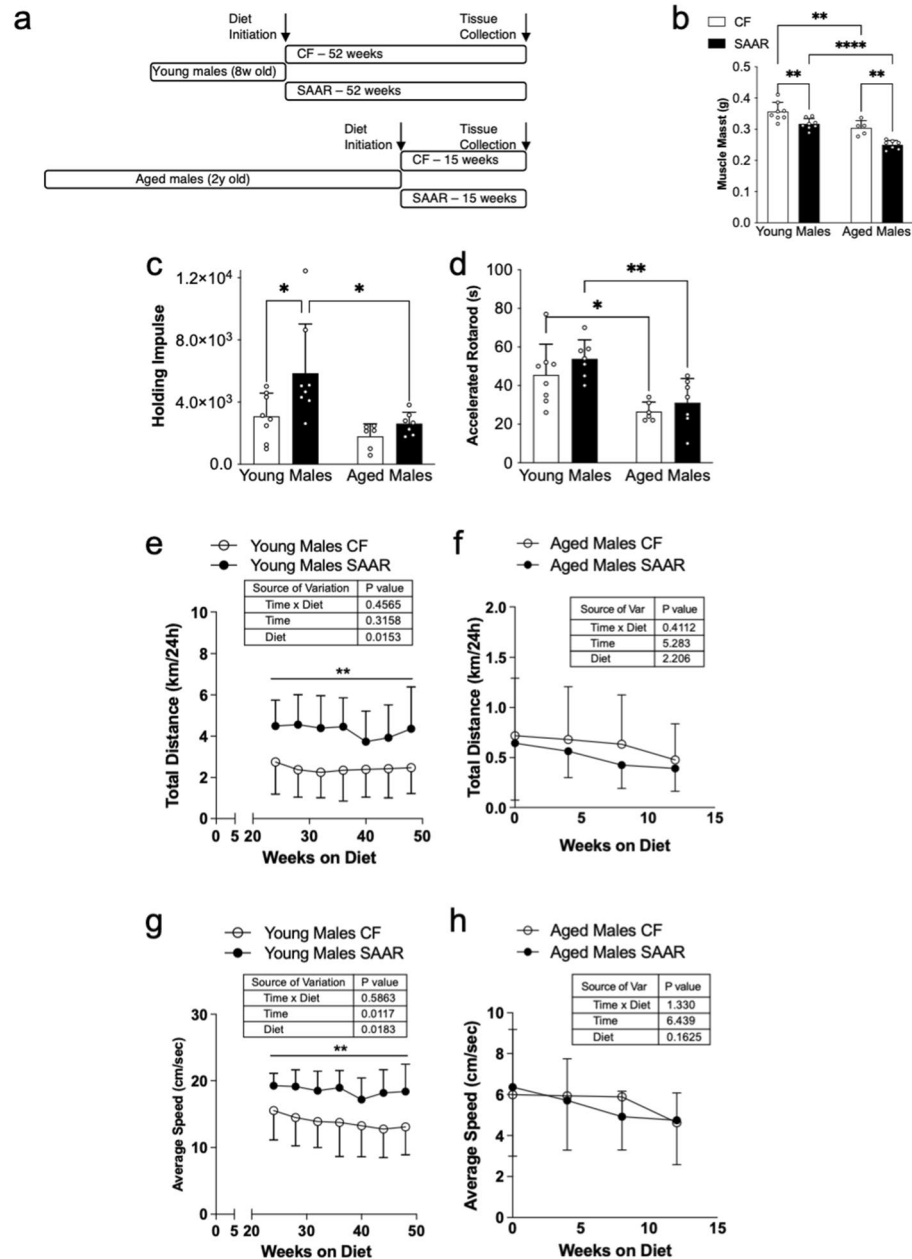 a
Diet
Initiation
Tissue
Collection
CF – 52 weeks
Young males (8w old)
SAAR – 52 weeks
Diet
Initiation
Tissue
Collection
CF – 15 weeks
Aged males (2y old)
SAAR – 15 weeks
b
CF
SAAR
**
****
**
**
Muscle Masst (g)
0.5
0.4
0.3
0.2
0.1
0.0
Young Males Aged Males
c
Holding Impulse
1.2×10⁴
8.0×10³
4.0×10³
0.0
*
*
Young Males Aged Males
d
Accelerated Rotarod (s)
100
80
60
40
20
0
**
*
Young Males Aged Males
e
Young Males CF
Young Males SAAR
Source of Variation P value
Time x Diet 0.4565
Time 0.3158
Diet 0.0153
**
Total Distance (km/24h)
10
8
6
4
2
0
0 5 20 30 40 50
Weeks on Diet
f
Aged Males CF
Aged Males SAAR
Source of Var P value
Time x Diet 0.4112
Time 5.283
Diet 2.206
Total Distance (km/24h)
2.0
1.5
1.0
0.5
0.0
0 5 10 15
Weeks on Diet
g
Young Males CF
Young Males SAAR
Source of Variation P value
Time x Diet 0.5863
Time 0.0117
Diet 0.0183
**
Average Speed (cm/sec)
30
20
10
0
0 5 20 30 40 50
Weeks on Diet
h
Aged Males CF
Aged Males SAAR
Source of Var P value
Time x Diet 1.330
Time 6.439
Diet 0.1625
Average Speed (cm/sec)
10
8
6
4
2
0
0 5 10 15
Weeks on Diet